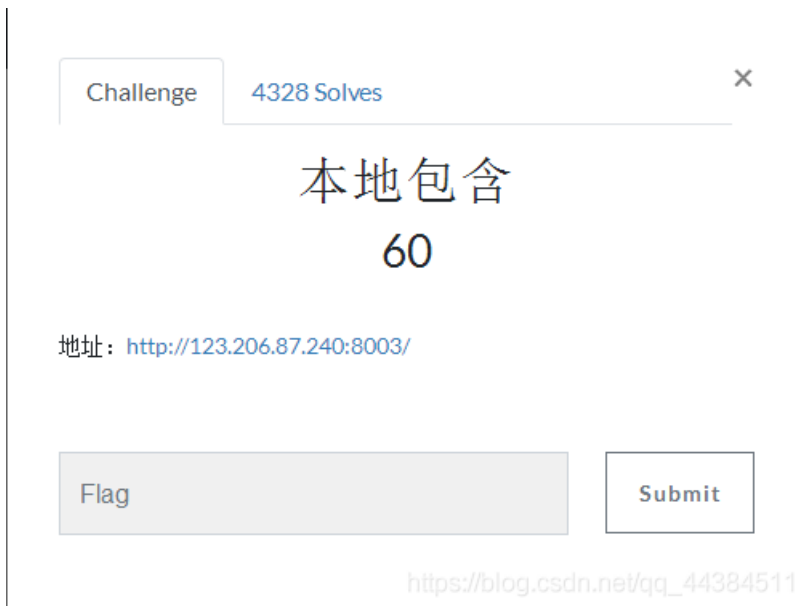 Challenge 4328 Solves ×
本地包含
60
地址：http://123.206.87.240:8003/
Flag Submit
https://blog.csdn.net/qq_44384511